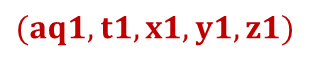 (aq1, t1, x1, y1, z1)